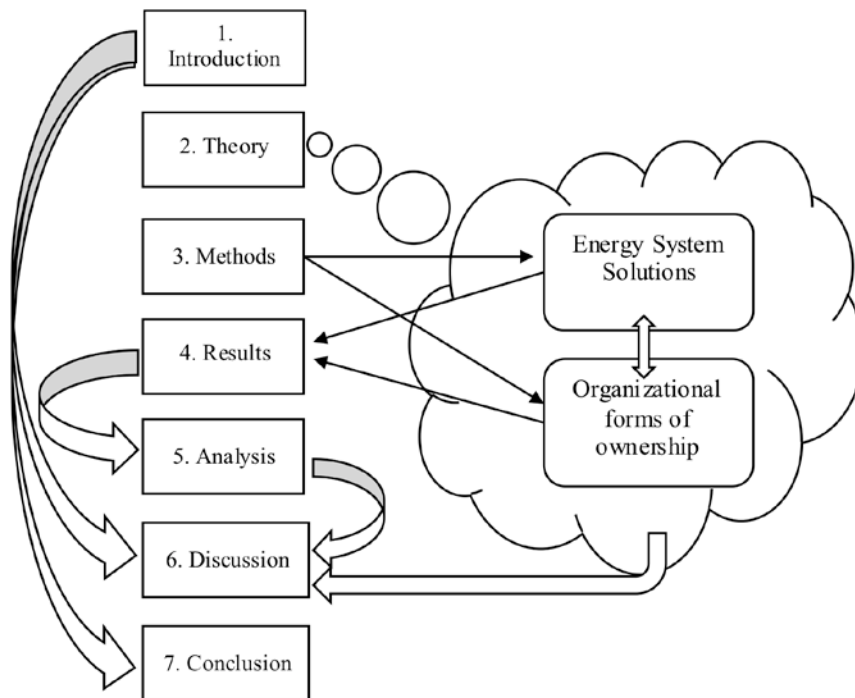 1.
Introduction
2. Theory
3. Methods
4. Results
5. Analysis
6. Discussion
7. Conclusion
Energy System
Solutions
Organizational
forms of
ownership